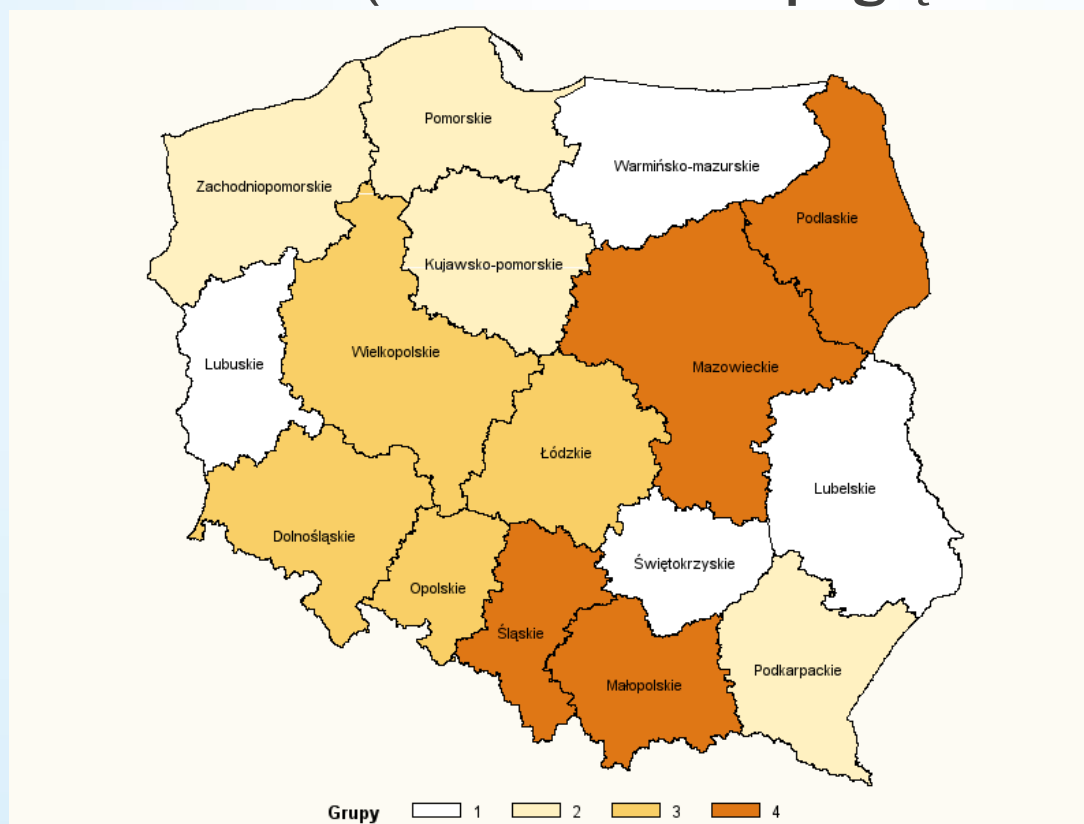 Pomorskie
Warmińsko-mazurskie
Zachodniopomorskie
Podlaskie
Kujawsko-pomorskie
Wielkopolskie
Lubuskie
Mazowieckie
Łódzkie
Lubelskie
Dolnośląskie
Świętokrzyskie
Opolskie
Śląskie
Podkarpackie
Małopolskie
Grupy 1 2 3 4